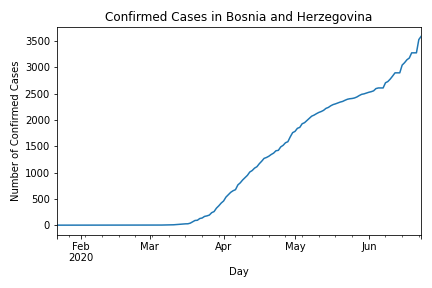 Confirmed Cases in Bosnia and Herzegovina
Number of Confirmed Cases
3500
3000
2500
2000
1500
1000
500
0
Feb Mar Apr May Jun
2020
Day